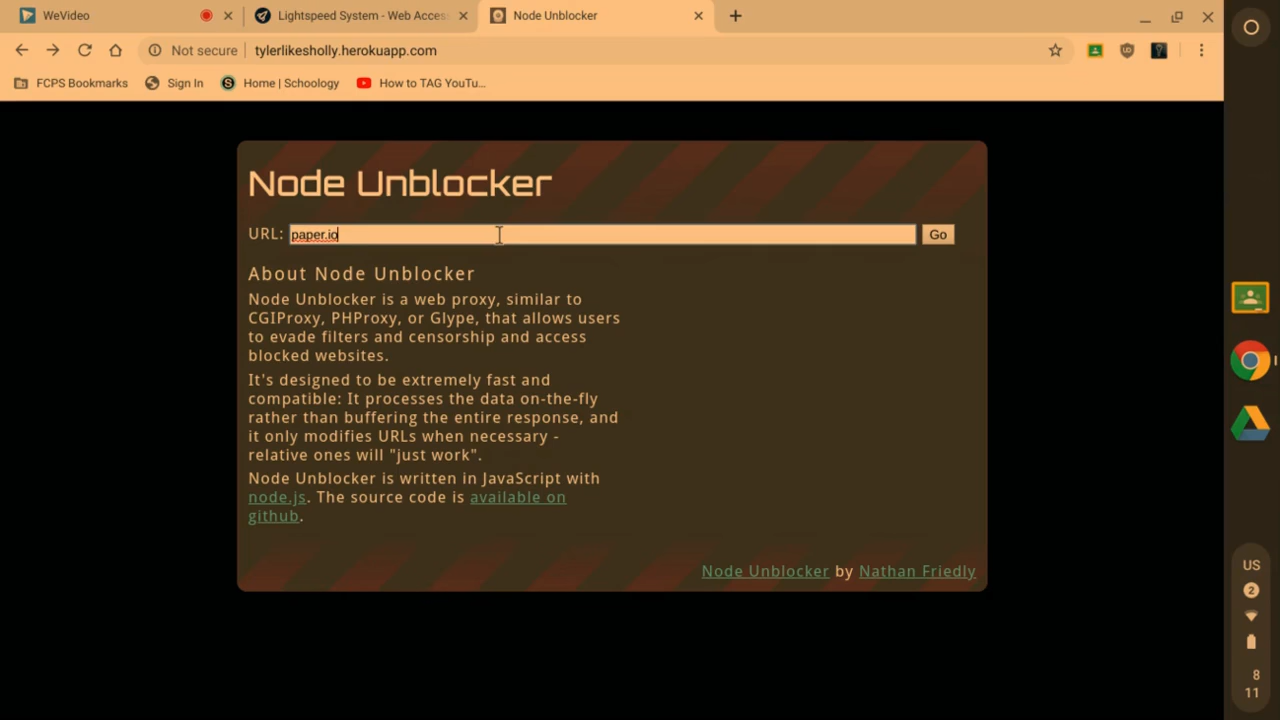 WeVideo
Lightspeed System - Web Acces
Node Unblocker
Not secure
tylerlikesholly.herokuapp.com
FCPS Bookmarks
Sign In
Home | Schoology
How to TAG YouTu...
Node Unblocker
URL: paper.io Go
About Node Unblocker
Node Unblocker is a web proxy, similar to
CGIProxy, PHProxy, or Glype, that allows users
to evade filters and censorship and access
blocked websites.
It's designed to be extremely fast and
compatible: It processes the data on-the-fly
rather than buffering the entire response, and
it only modifies URLs when necessary -
relative ones will "just work".
Node Unblocker is written in JavaScript with
node.js. The source code is available on
github.
Node Unblocker by Nathan Friedly
US
2
8
11